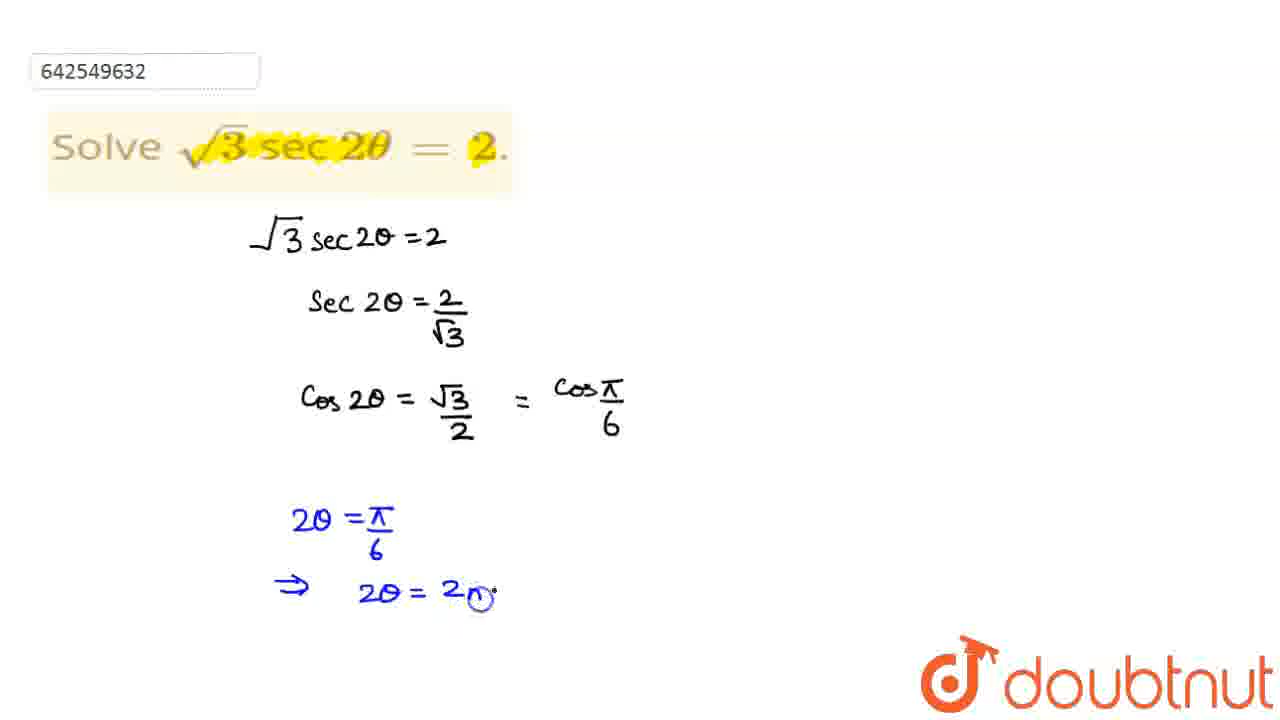 642549632
Solve √3 sec 2θ = 2.
√3 sec 2θ = 2
Sec 2θ = 2/√3
Cos 2θ = √3/2 = Cos π/6
2θ = π/6
⇒ 2θ = 2n
doubtnut